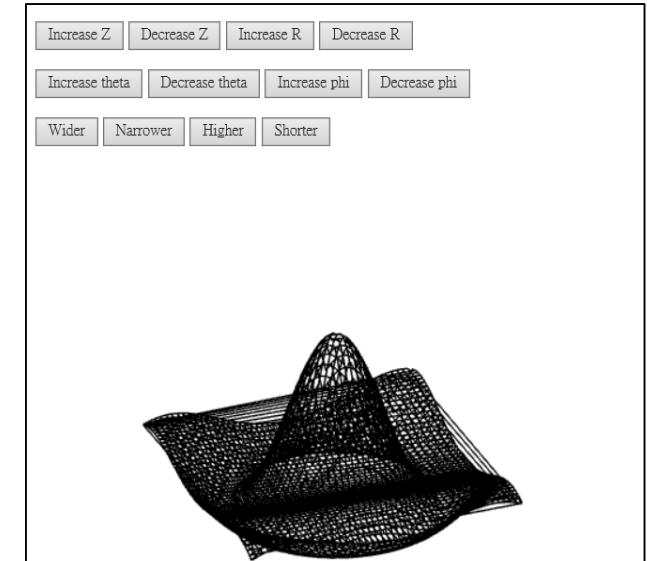 Increase Z Decrease Z Increase R Decrease R
Increase theta Decrease theta Increase phi Decrease phi
Wider Narrower Higher Shorter